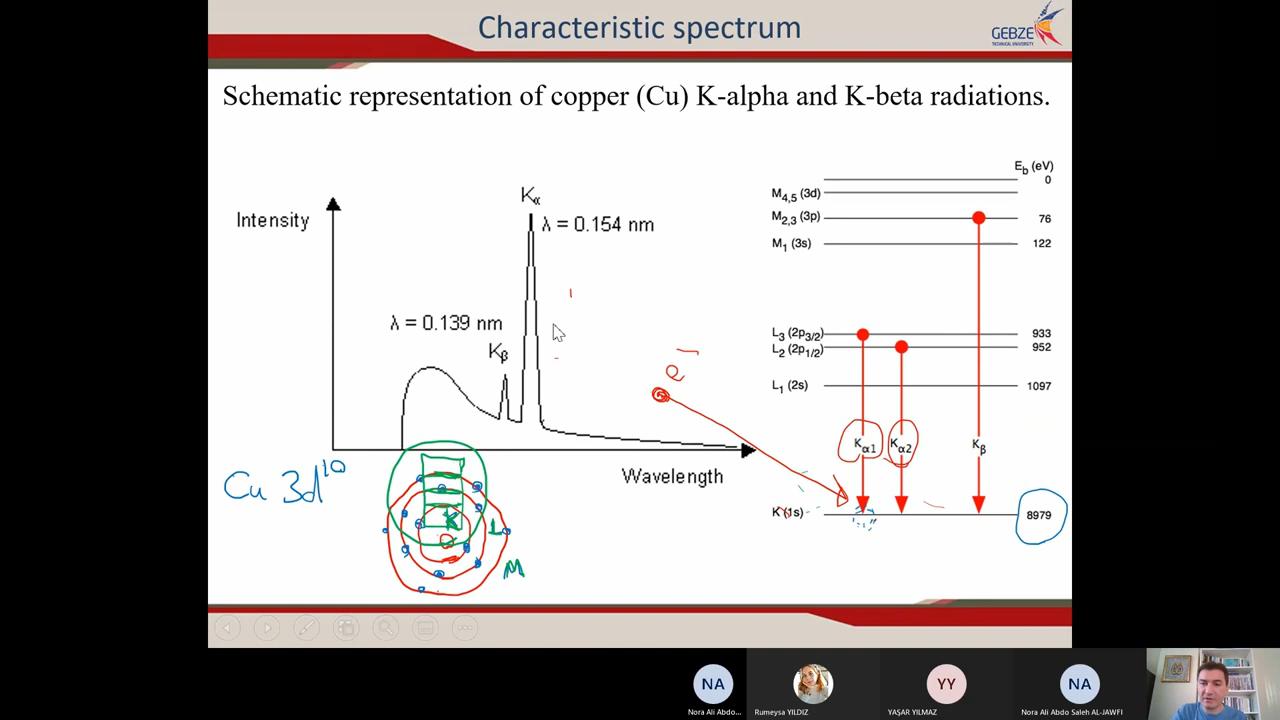 Characteristic spectrum
GEBZE
TECHNICAL UNIVERSITY
Schematic representation of copper (Cu) K-alpha and K-beta radiations.
Intensity
Kα
λ = 0.154 nm
λ = 0.139 nm
Kβ
Wavelength
Cu 3d10
K
L
M
e-
Eb (eV)
0
M4,5 (3d)
M2,3 (3p) 76
M1 (3s) 122
L3 (2p3/2) 933
L2 (2p1/2) 952
L1 (2s) 1097
Kα1 Kα2 Kβ
K (1s) 8979
NA YY NA
Nora Ali Abdo... Rumeysa YILDIZ YAŞAR YILMAZ Nora Ali Abdo Saleh AL-JAWFI